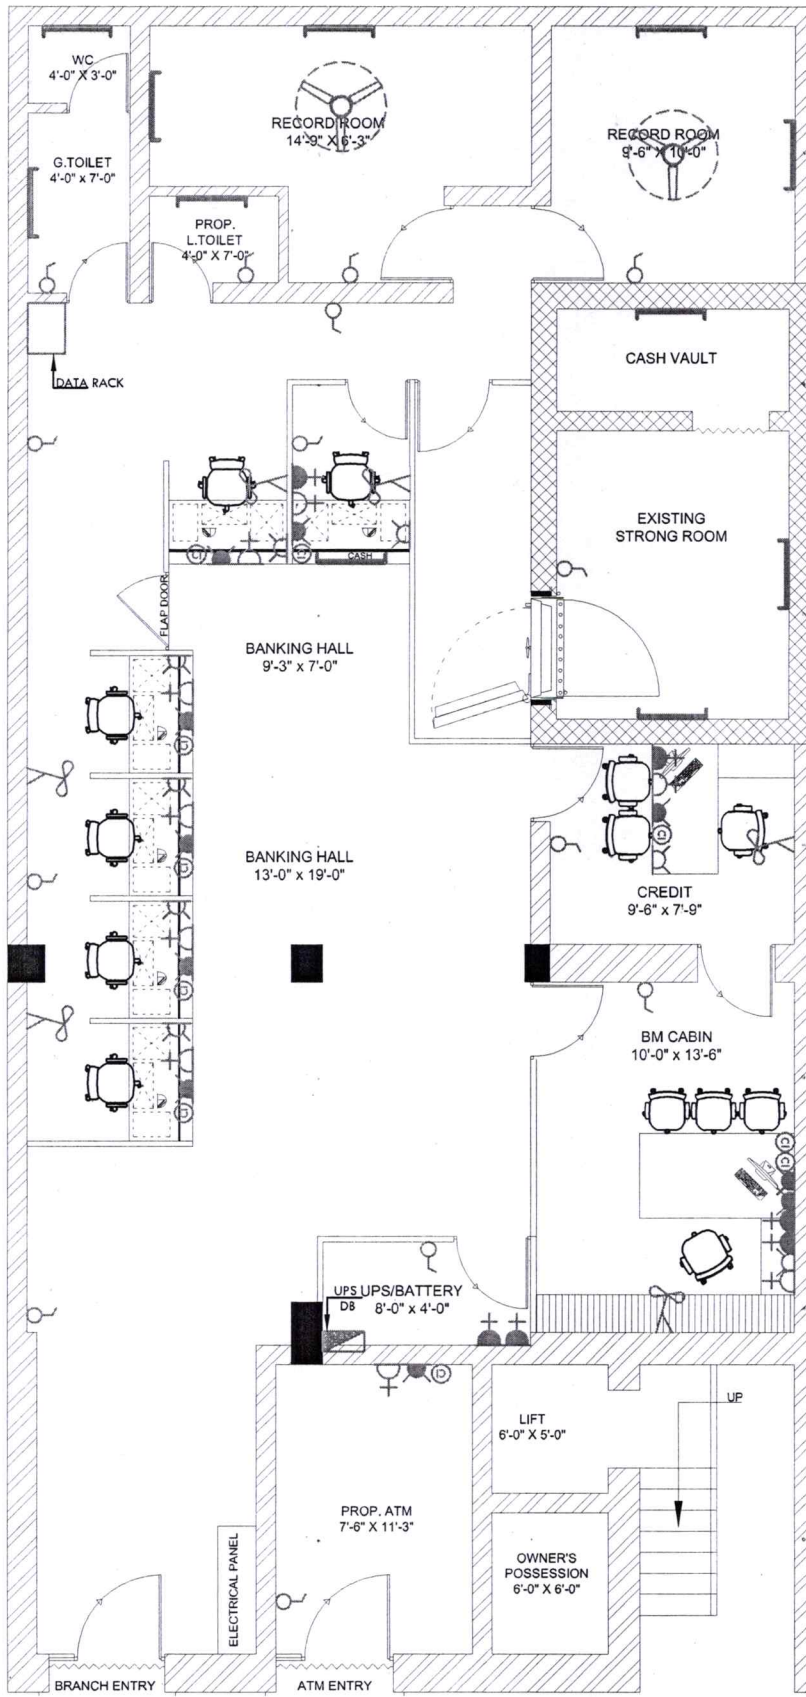 WC
4'-0" X 3'-0"
RECORD ROOM
14'-9" X 6'-3"
RECORD ROOM
9'-6" X 10'-0"
G.TOILET
4'-0" x 7'-0"
PROP.
L.TOILET
4'-0" X 7'-0"
DATA RACK
CASH VAULT
EXISTING
STRONG ROOM
CASH
FLAP DOOR
BANKING HALL
9'-3" x 7'-0"
BANKING HALL
13'-0" x 19'-0"
CREDIT
9'-6" x 7'-9"
BM CABIN
10'-0" x 13'-6"
UPS
DB
UPS/BATTERY
8'-0" x 4'-0"
UP
LIFT
6'-0" X 5'-0"
PROP. ATM
7'-6" X 11'-3"
OWNER'S
POSSESSION
6'-0" X 6'-0"
ELECTRICAL PANEL
BRANCH ENTRY
ATM ENTRY